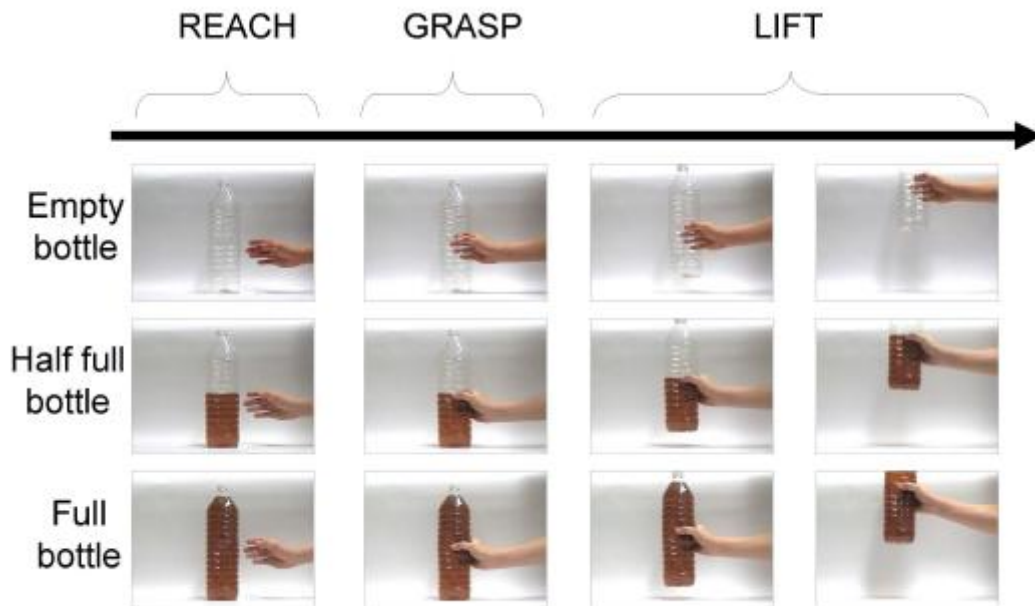 REACH
GRASP
LIFT
Empty
bottle
Half full
bottle
Full
bottle